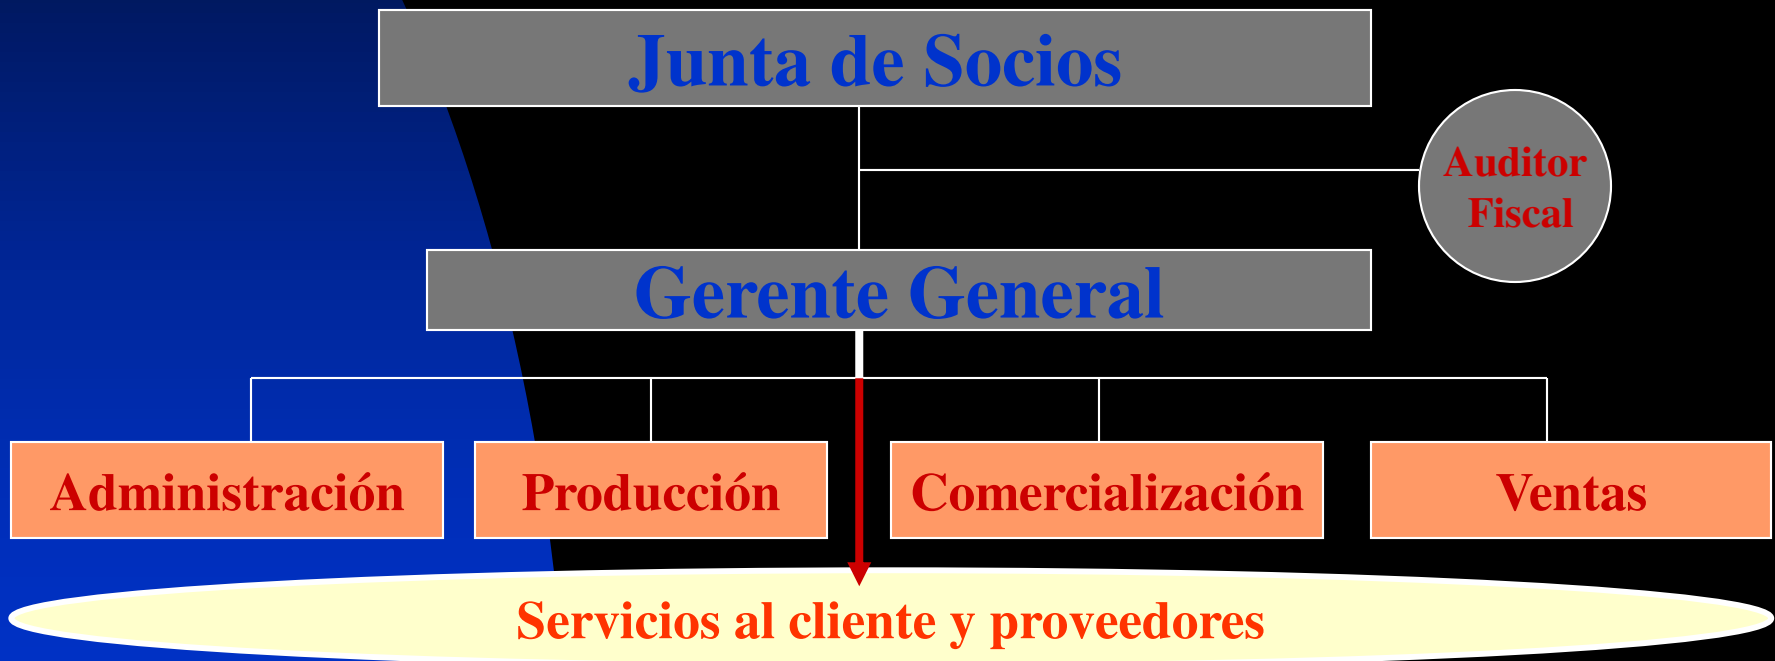 Junta de Socios
Auditor
Fiscal
Gerente General
Administración
Producción
Comercialización
Ventas
Servicios al cliente y proveedores